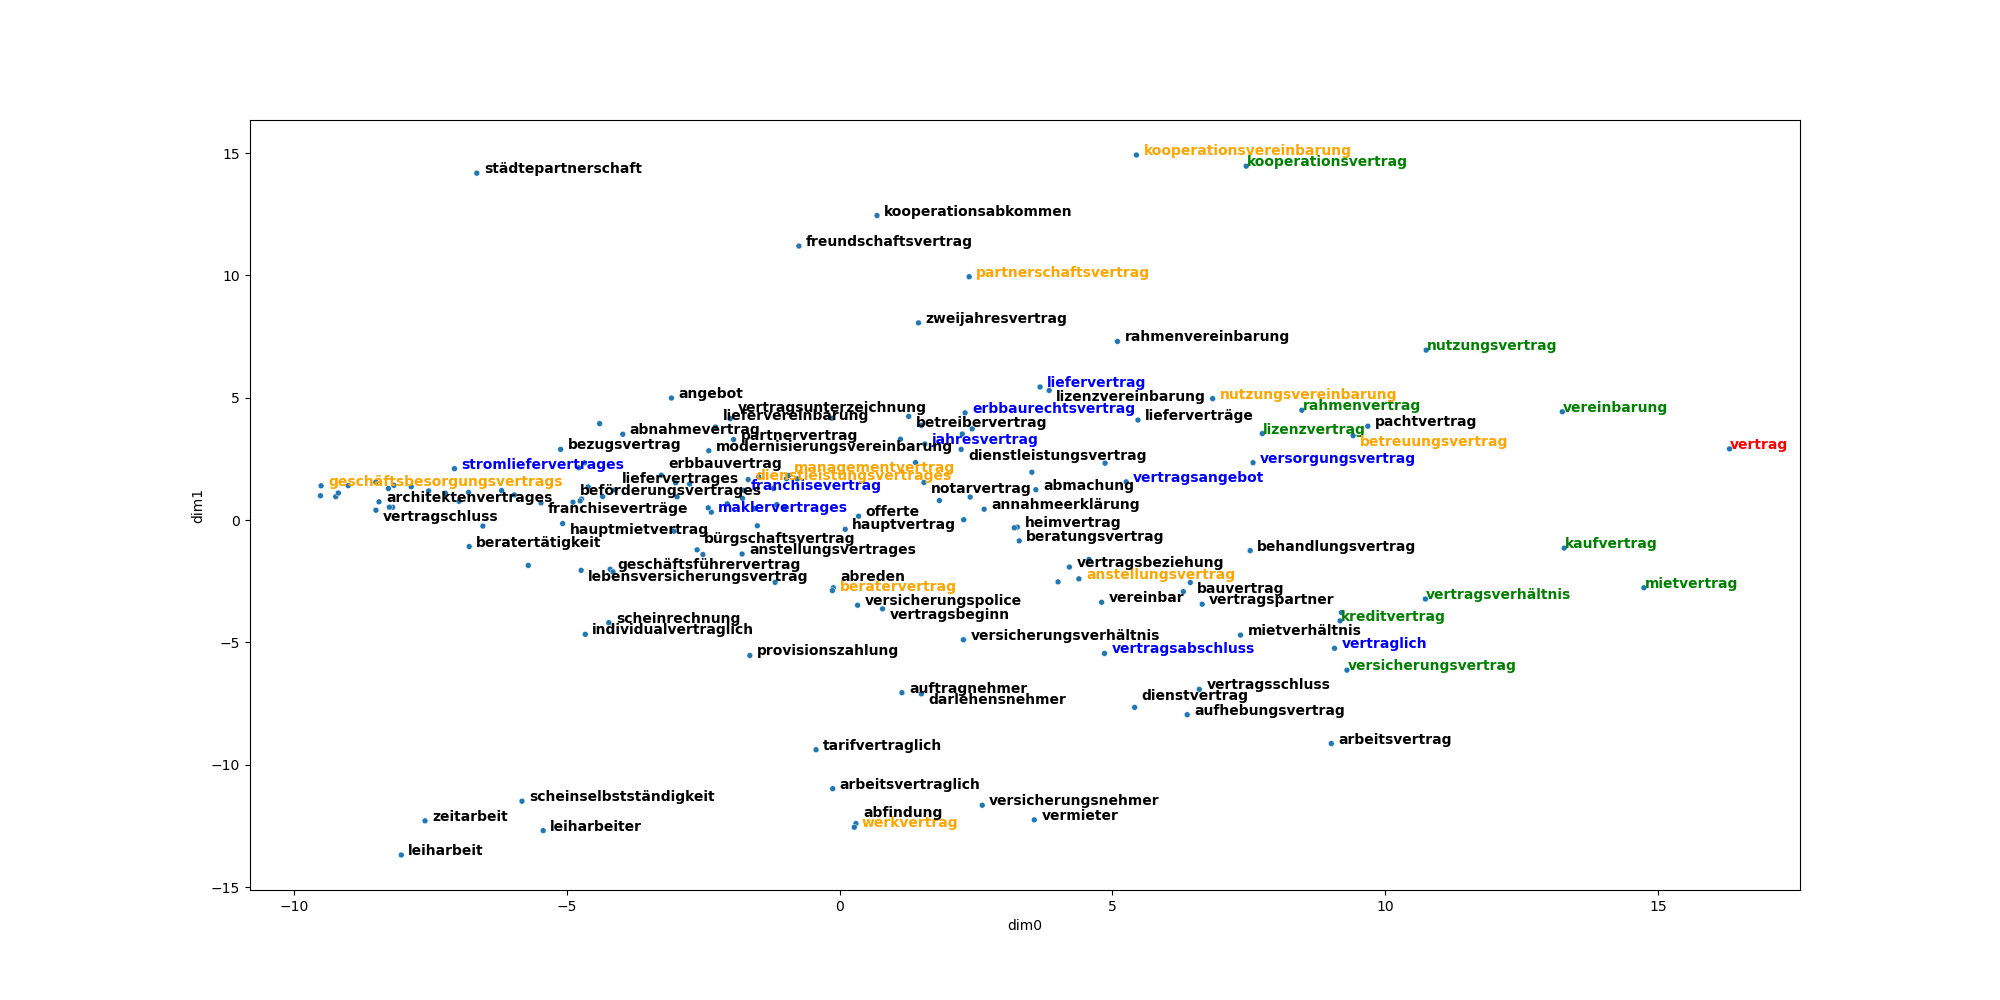 15
kooperationsvereinbarung
kooperationsvertrag
städtepartnerschaft
kooperationsabkommen
freundschaftsvertrag
partnerschaftsvertrag
10
zweijahresvertrag
rahmenvereinbarung
nutzungsvertrag
liefervertrag
angebot
lizenzvereinbarung
nutzungsvereinbarung
5
vertragsunterzeichnung
erbbaurechtsvertrag
rahmenvertrag
vereinbarung
liefervereinbarung
lieferverträge
betreibervertrag
pachtvertrag
abnahmevertrag
lizenzvertrag
partnervertrag
jahresvertrag
betreuungsvertrag
bezugsvertrag
modernisierungsvereinbarung
vertrag
dienstleistungsvertrag
stromliefervertrages
erbbauvertrag
versorgungsvertrag
managementvertrag
dienstleistungsvertrages
liefervertrages
vertragsangebot
geschäftsbesorgungsvertrags
franchisevertrag
abmachung
beförderungsvertrages
notarvertrag
architektenvertrages
annahmeerklärung
franchiseverträge
maklervertrages
0
vertragschluss
offerte
hauptvertrag
heimvertrag
hauptmietvertrag
beratungsvertrag
bürgschaftsvertrag
beratertätigkeit
anstellungsvertrages
behandlungsvertrag
kaufvertrag
geschäftsführervertrag
vertragsbeziehung
lebensversicherungsvertrag
abreden
anstellungsvertrag
beratervertrag
bauvertrag
mietvertrag
vereinbar
vertragspartner
vertragsverhältnis
versicherungspolice
vertragsbeginn
kreditvertrag
scheinrechnung
individualvertraglich
mietverhältnis
versicherungsverhältnis
−5
vertraglich
provisionszahlung
vertragsabschluss
versicherungsvertrag
auftragnehmer
vertragsschluss
darlehensnehmer
dienstvertrag
aufhebungsvertrag
tarifvertraglich
arbeitsvertrag
−10
arbeitsvertraglich
scheinselbstständigkeit
versicherungsnehmer
zeitarbeit
abfindung
vermieter
leiharbeiter
werkvertrag
leiharbeit
−15
−10 −5 0 5 10 15
dim0
dim1